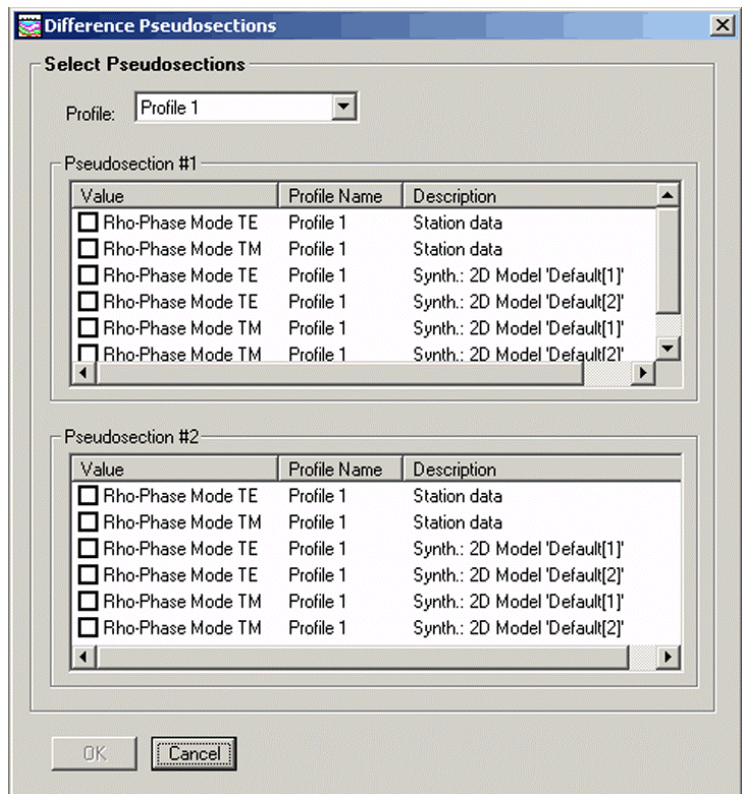 Difference Pseudosections
Select Pseudosections
Profile: Profile 1
Pseudosection #1
Value Profile Name Description
Rho-Phase Mode TE Profile 1 Station data
Rho-Phase Mode TM Profile 1 Station data
Rho-Phase Mode TE Profile 1 Synth.: 2D Model 'Default[1]'
Rho-Phase Mode TE Profile 1 Synth.: 2D Model 'Default[2]'
Rho-Phase Mode TM Profile 1 Synth.: 2D Model 'Default[1]'
Rho-Phase Mode TM Profile 1 Synth.: 2D Model 'Default[2]'
Pseudosection #2
Value Profile Name Description
Rho-Phase Mode TE Profile 1 Station data
Rho-Phase Mode TM Profile 1 Station data
Rho-Phase Mode TE Profile 1 Synth.: 2D Model 'Default[1]'
Rho-Phase Mode TE Profile 1 Synth.: 2D Model 'Default[2]'
Rho-Phase Mode TM Profile 1 Synth.: 2D Model 'Default[1]'
Rho-Phase Mode TM Profile 1 Synth.: 2D Model 'Default[2]'
OK Cancel